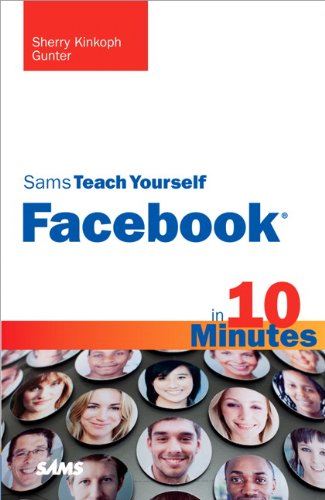 Sherry Kinkoph
Gunter
Sams Teach Yourself
Facebook®
in 10
Minutes
SAMS